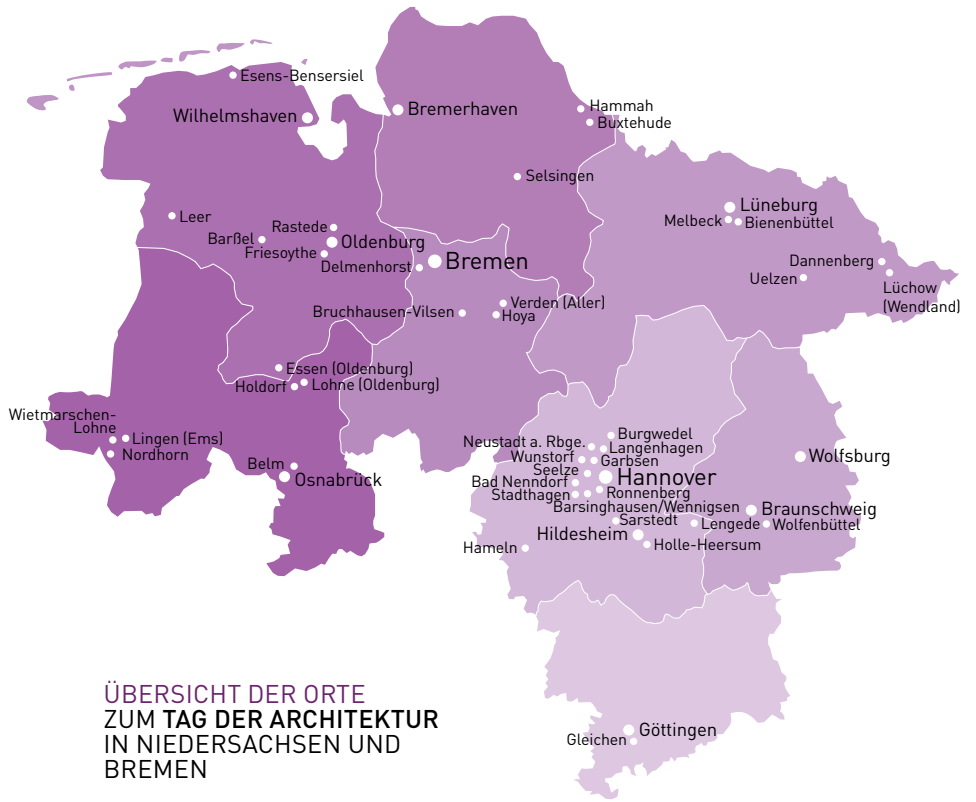 Esens-Bensersiel
Wilhelmshaven
Bremerhaven
Hammah
Buxtehude
Selsingen
Leer
Rastede
Barßel
Oldenburg
Friesoythe
Delmenhorst
Bremen
Lüneburg
Melbeck
Bienenbüttel
Dannenberg
Uelzen
Lüchow
(Wendland)
Verden (Aller)
Bruchhausen-Vilsen
Hoya
Essen (Oldenburg)
Holdorf
Lohne (Oldenburg)
Wietmarschen-
Lohne
Lingen (Ems)
Nordhorn
Belm
Osnabrück
Burgwedel
Neustadt a. Rbge.
Langenhagen
Wunstorf
Garbsen
Seelze
Hannover
Bad Nenndorf
Stadthagen
Ronnenberg
Barsinghausen/Wennigsen
Sarstedt
Hildesheim
Lengede
Holle-Heersum
Hameln
Wolfsburg
Braunschweig
Wolfenbüttel
Göttingen
Gleichen
ÜBERSICHT DER ORTE
ZUM TAG DER ARCHITEKTUR
IN NIEDERSACHSEN UND
BREMEN